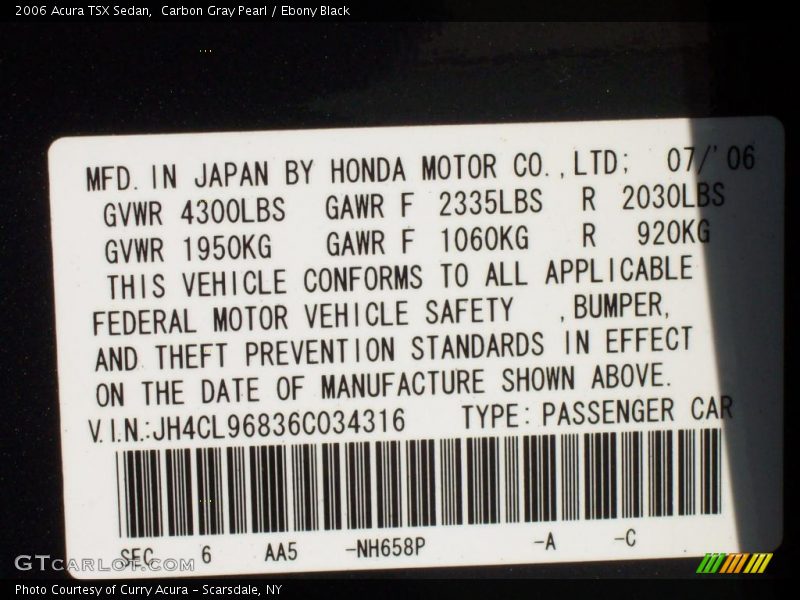 2006 Acura TSX Sedan,  Carbon Gray Pearl / Ebony Black
MFD. IN JAPAN BY HONDA MOTOR CO.,LTD; 07/'06
GVWR 4300LBS GAWR F 2335LBS R 2030LBS
GVWR 1950KG GAWR F 1060KG R 920KG
THIS VEHICLE CONFORMS TO ALL APPLICABLE
FEDERAL MOTOR VEHICLE SAFETY ,BUMPER,
AND THEFT PREVENTION STANDARDS IN EFFECT
ON THE DATE OF MANUFACTURE SHOWN ABOVE.
V.I.N.:JH4CL96836C034316 TYPE: PASSENGER CAR
SEC 6 AA5 -NH658P -A -C
GTCARLOT.COM
Photo Courtesy of Curry Acura - Scarsdale, NY